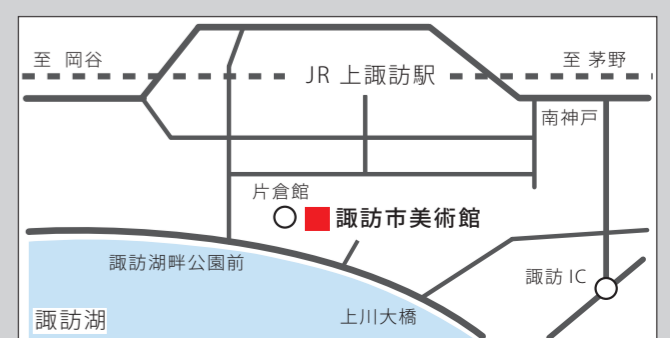 至 岡谷
JR 上諏訪駅
至 茅野
南神戸
片倉館
諏訪市美術館
諏訪湖畔公園前
諏訪 IC
諏訪湖
上川大橋